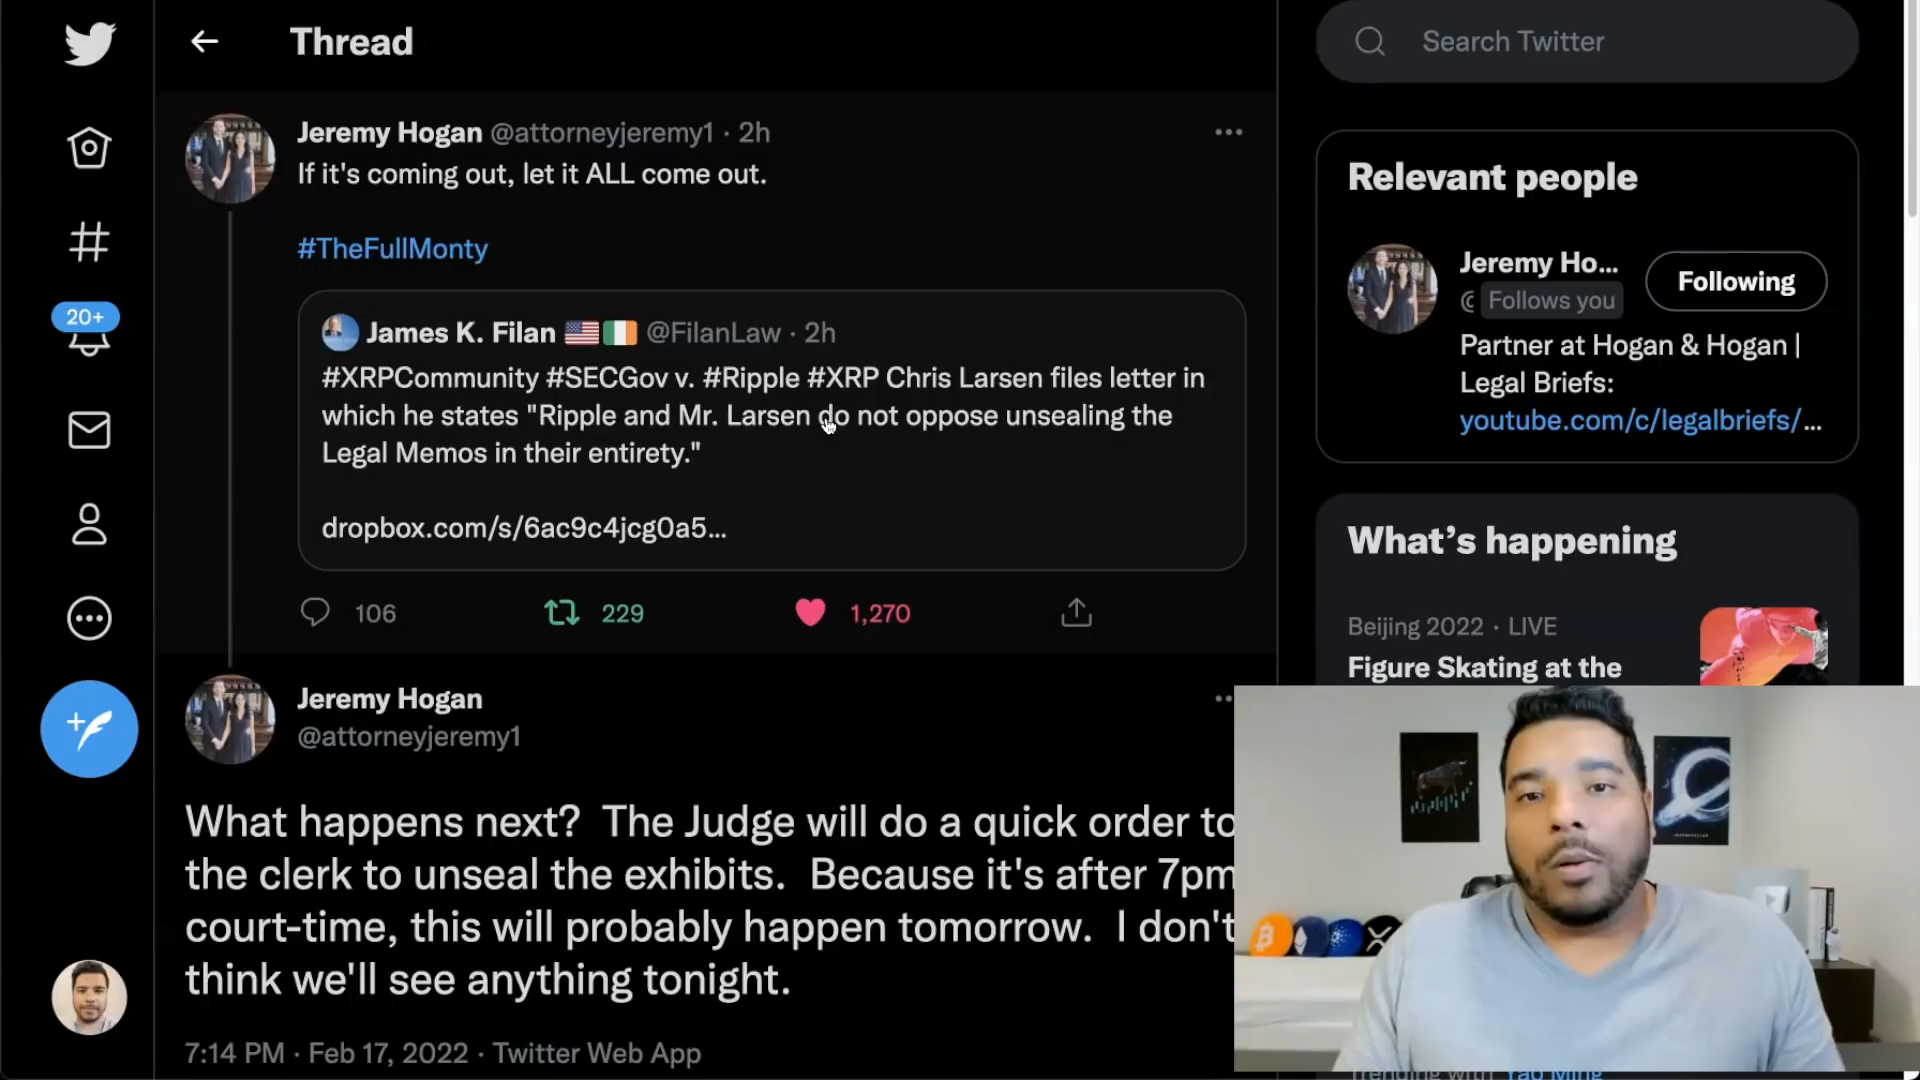 Thread
Search Twitter
Jeremy Hogan @attorneyjeremy1 · 2h
If it's coming out, let it ALL come out.
#TheFullMonty
James K. Filan 🇺🇸🇮🇪 @FilanLaw · 2h
#XRPCommunity #SECGov v. #Ripple #XRP Chris Larsen files letter in
which he states "Ripple and Mr. Larsen do not oppose unsealing the
Legal Memos in their entirety."
dropbox.com/s/6ac9c4jcg0a5...
106
229
1,270
20+
Jeremy Hogan
@attorneyjeremy1
What happens next? The Judge will do a quick order to
the clerk to unseal the exhibits. Because it's after 7pm
court-time, this will probably happen tomorrow. I don't
think we'll see anything tonight.
7:14 PM · Feb 17, 2022 · Twitter Web App
Relevant people
Jeremy Ho...
Following
Follows you
Partner at Hogan & Hogan |
Legal Briefs:
youtube.com/c/legalbriefs/...
What's happening
Beijing 2022 · LIVE
Figure Skating at the
Trending with Yao Ming